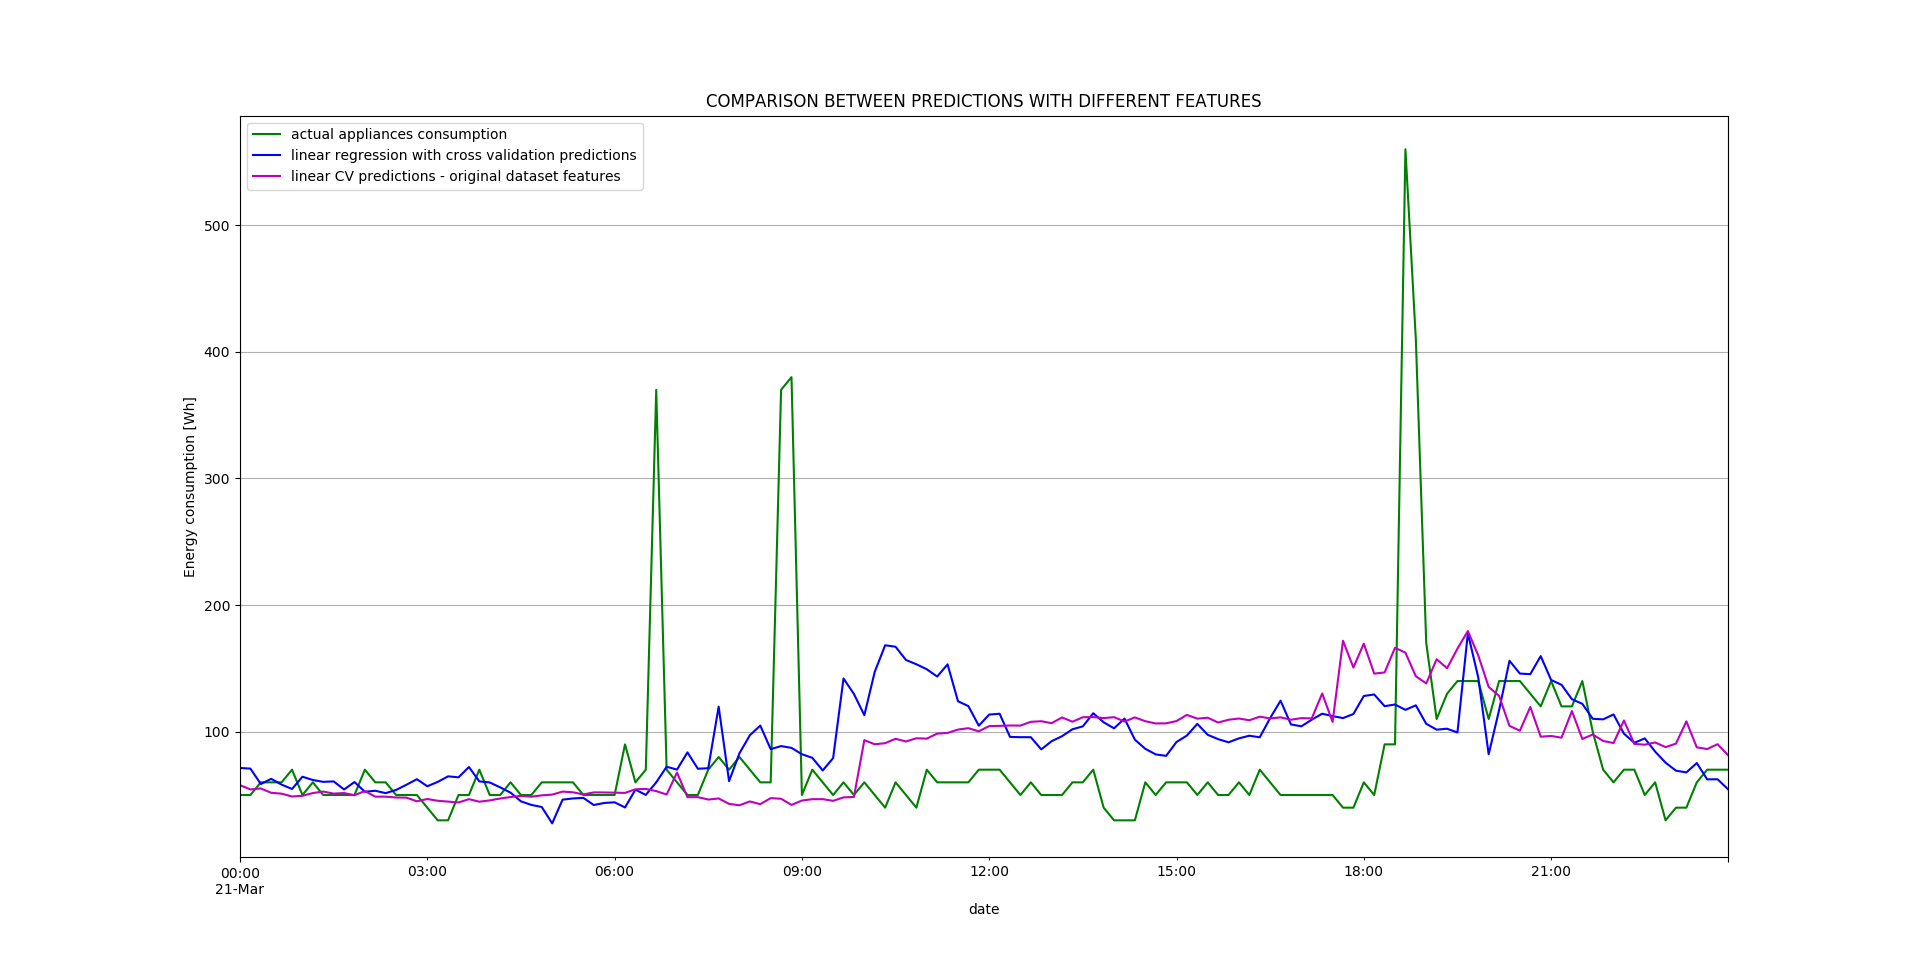 COMPARISON BETWEEN PREDICTIONS WITH DIFFERENT FEATURES
actual appliances consumption
linear regression with cross validation predictions
linear CV predictions - original dataset features
Energy consumption [Wh]
500
400
300
200
100
00:00
21-Mar
03:00
06:00
09:00
12:00
15:00
18:00
21:00
date